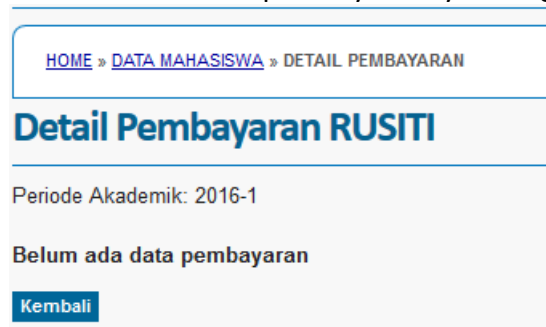 HOME » DATA MAHASISWA » DETAIL PEMBAYARAN
Detail Pembayaran RUSITI
Periode Akademik: 2016-1
Belum ada data pembayaran
Kembali